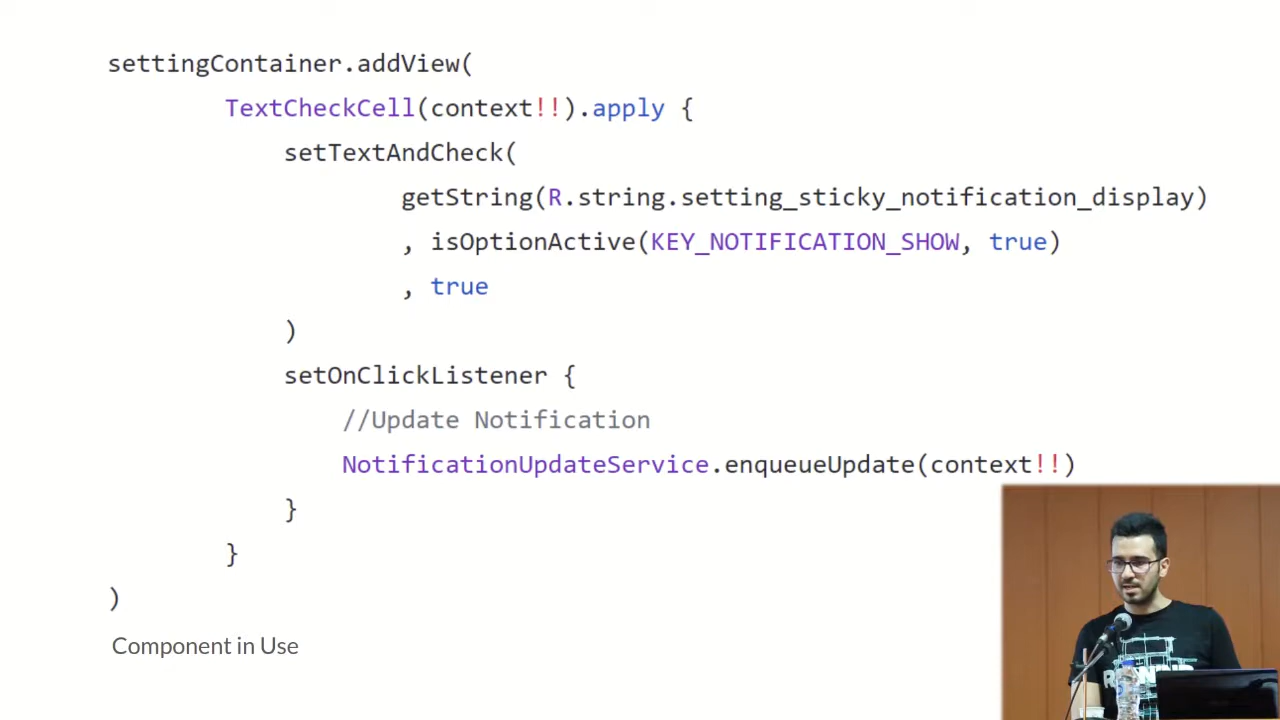 settingContainer.addView(
TextCheckCell(context!!).apply {
setTextAndCheck(
getString(R.string.setting_sticky_notification_display)
, isOptionActive(KEY_NOTIFICATION_SHOW, true)
, true
)
setOnClickListener {
//Update Notification
NotificationUpdateService.enqueueUpdate(context!!)
}
}
)
Component in Use